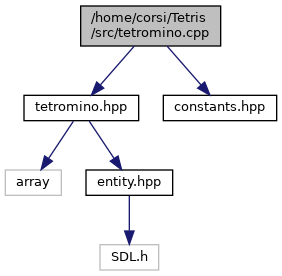 /home/corsi/Tetris
/src/tetromino.cpp
tetromino.hpp
constants.hpp
array
entity.hpp
SDL.h